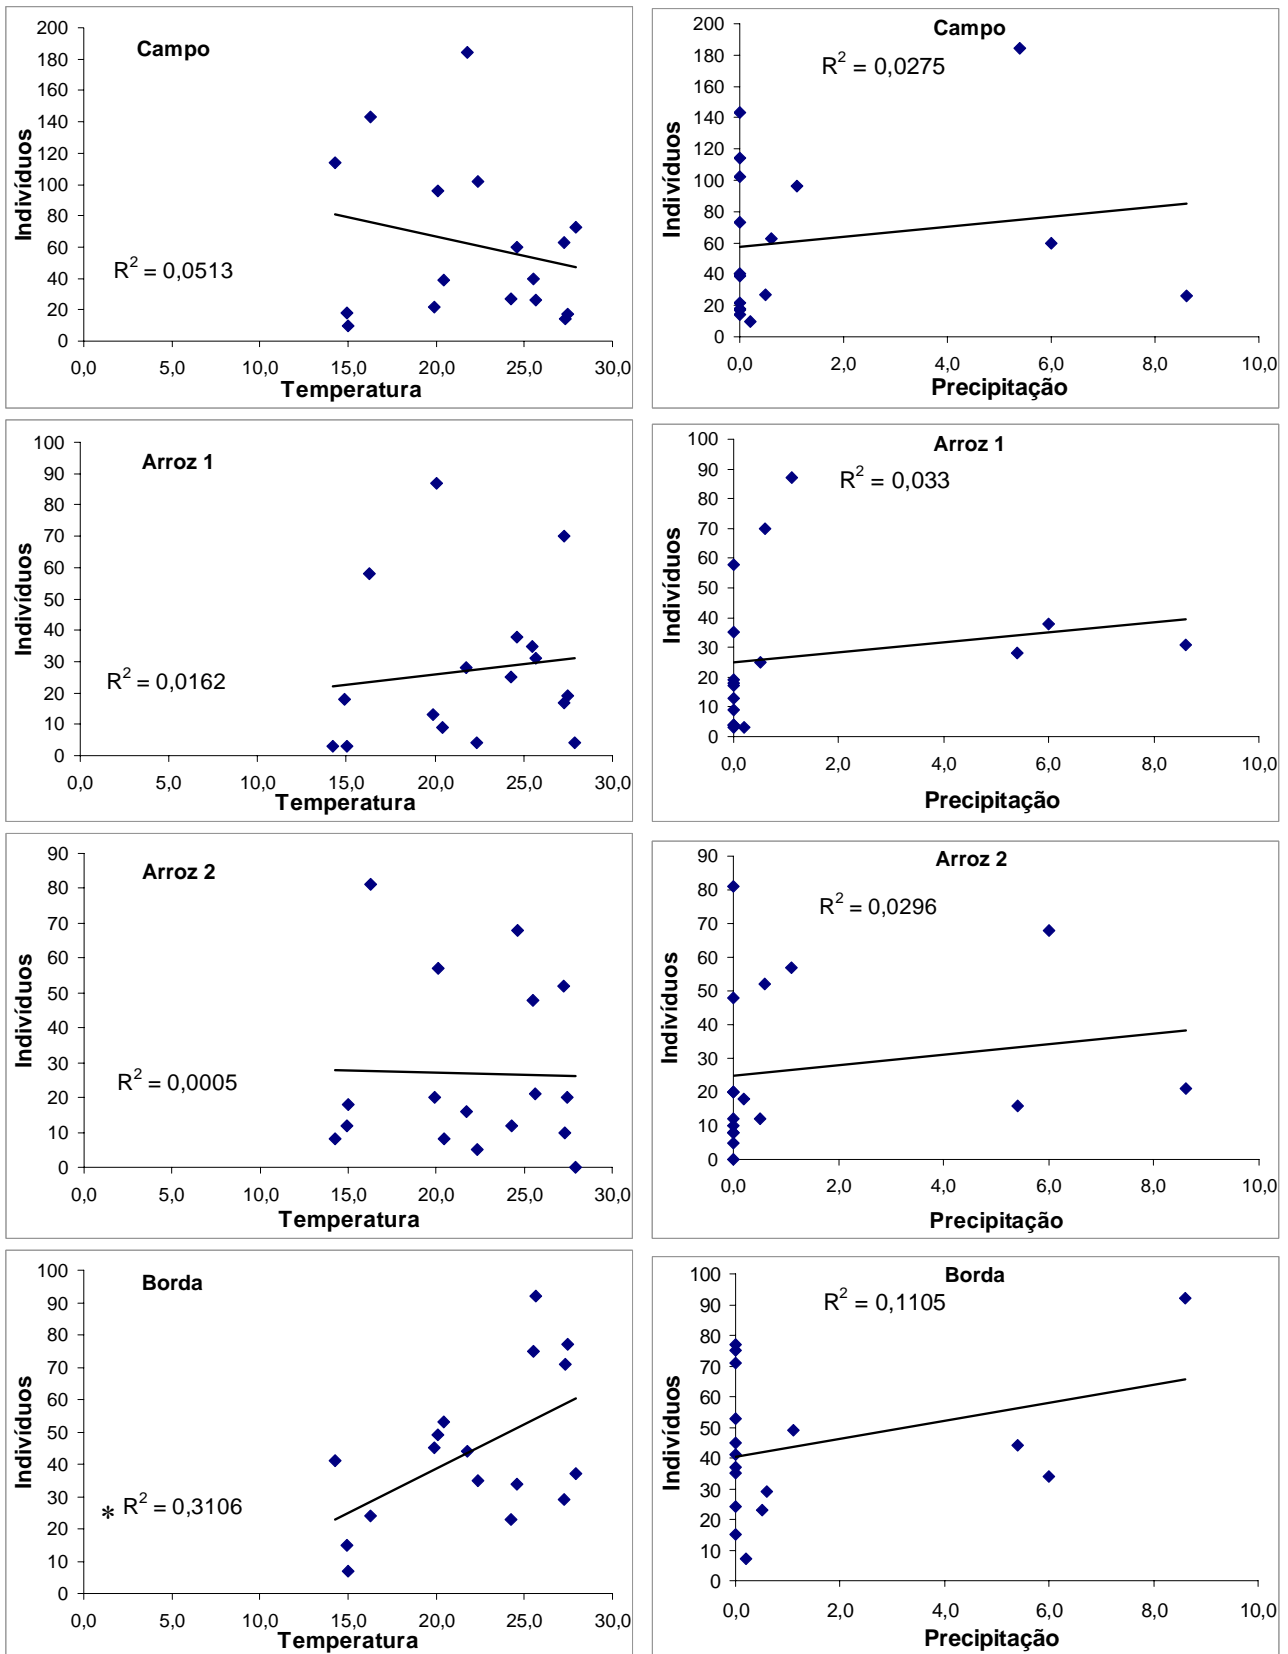 Campo
R² = 0,0513
Indivíduos
200
180
160
140
120
100
80
60
40
20
0
0,0 5,0 10,0 15,0 20,0 25,0 30,0
Temperatura
Campo
R² = 0,0275
Indivíduos
200
180
160
140
120
100
80
60
40
20
0
0,0 2,0 4,0 6,0 8,0 10,0
Precipitação
Arroz 1
R² = 0,0162
Indivíduos
100
90
80
70
60
50
40
30
20
10
0
0,0 5,0 10,0 15,0 20,0 25,0 30,0
Temperatura
Arroz 1
R² = 0,033
Indivíduos
100
90
80
70
60
50
40
30
20
10
0
0,0 2,0 4,0 6,0 8,0 10,0
Precipitação
Arroz 2
R² = 0,0005
Indivíduos
90
80
70
60
50
40
30
20
10
0
0,0 5,0 10,0 15,0 20,0 25,0 30,0
Temperatura
Arroz 2
R² = 0,0296
Indivíduos
90
80
70
60
50
40
30
20
10
0
0,0 2,0 4,0 6,0 8,0 10,0
Precipitação
Borda
* R² = 0,3106
Indivíduos
100
90
80
70
60
50
40
30
20
10
0
0,0 5,0 10,0 15,0 20,0 25,0 30,0
Temperatura
Borda
R² = 0,1105
Indivíduos
100
90
80
70
60
50
40
30
20
10
0
0,0 2,0 4,0 6,0 8,0 10,0
Precipitação